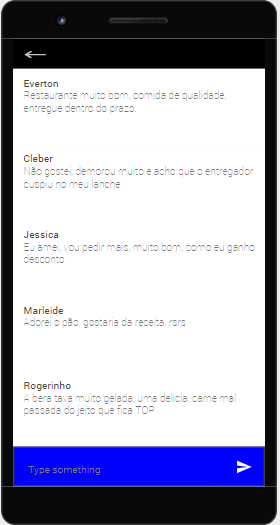 Everton
Restaurante muito bom, comida de qualidade,
entregue dentro do prazo.
Cleber
Não gostei, demorou muito e acho que o entregador
cuspiu no meu lanche
Jessica
Eu amei, vou pedir mais, muito bom, como eu ganho
desconto
Marleide
Adorei o pão, gostaria da receita, rsrs
Rogerinho
A bera tava muito gelada, uma delicia, carne mal
passada do jeito que fica TOP
Type something